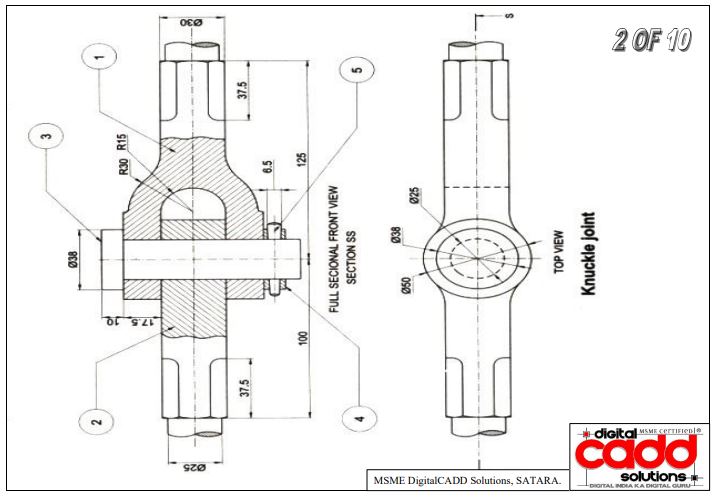 2 OF 10
Ø30
S
1
37.5
5
3
R15
R30
6.5
125
Ø25
Ø38
Ø38
Ø50
FULL SECIONAL FRONT VIEW
SECTION SS
TOP VIEW
Knuckle joint
10
17.5
100
37.5
2
4
Ø25
MSME DigitalCADD Solutions, SATARA.
digital
MSME CERTIFIED ®
cadd
solutions
DIGITAL INDIA KA DIGITAL GURU